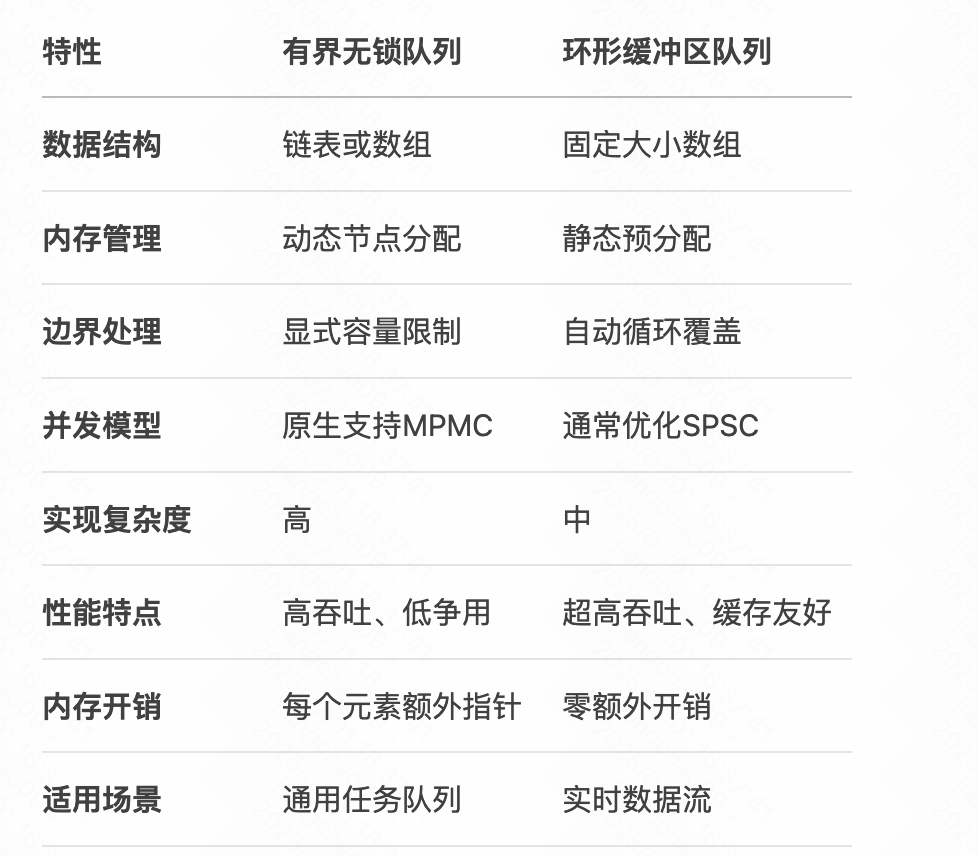 特性 有界无锁队列 环形缓冲区队列
数据结构 链表或数组 固定大小数组
内存管理 动态节点分配 静态预分配
边界处理 显式容量限制 自动循环覆盖
并发模型 原生支持MPMC 通常优化SPSC
实现复杂度 高 中
性能特点 高吞吐、低争用 超高吞吐、缓存友好
内存开销 每个元素额外指针 零额外开销
适用场景 通用任务队列 实时数据流